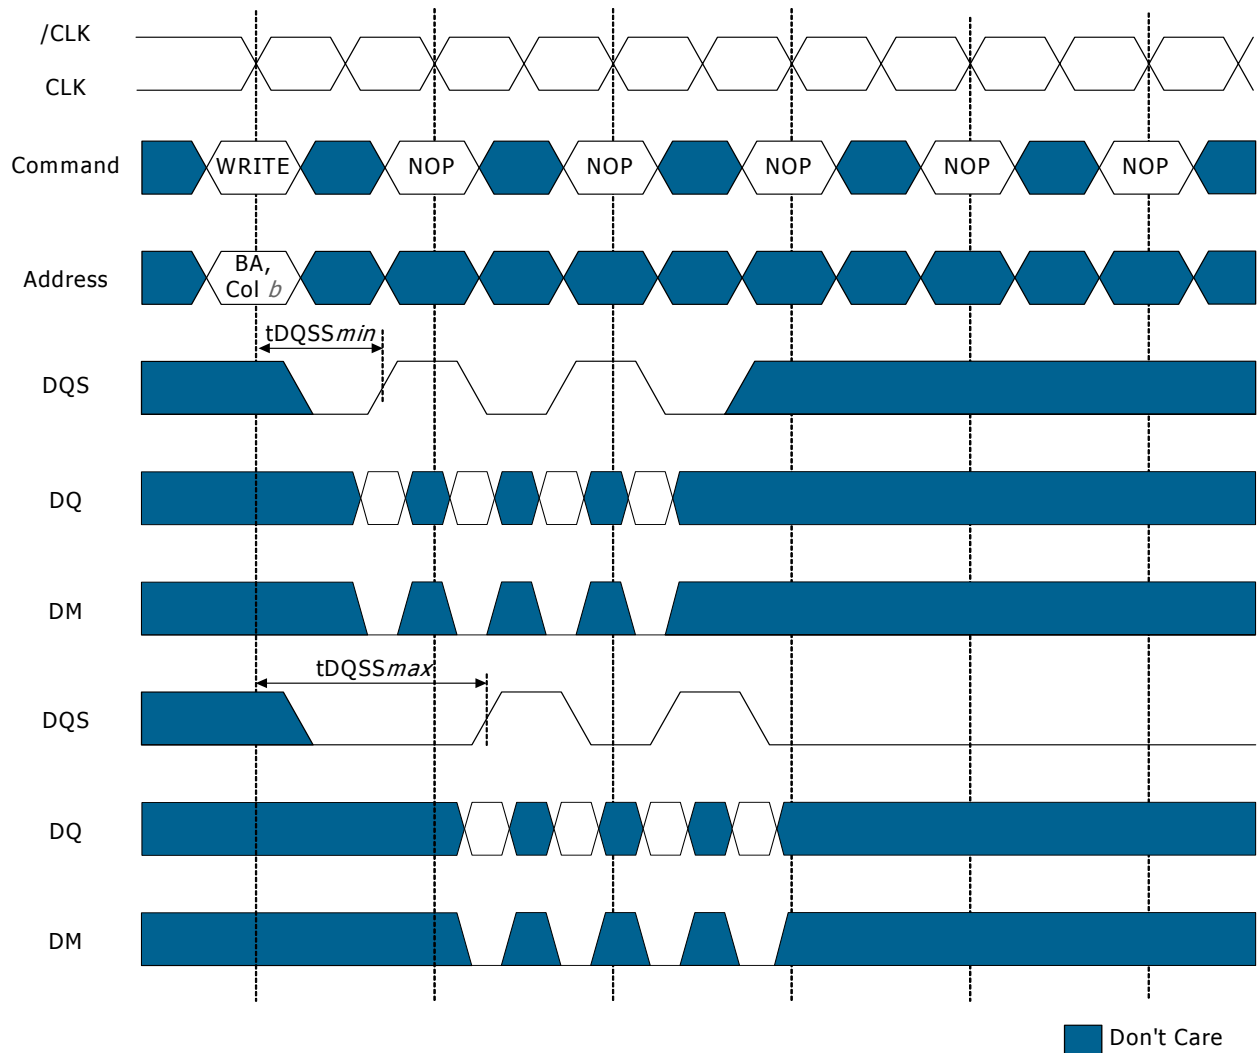 /CLK
CLK
Command
WRITE
NOP
NOP
NOP
NOP
NOP
Address
BA,
Col b
tDQSSmin
DQS
DQ
DM
tDQSSmax
DQS
DQ
DM
Don't Care